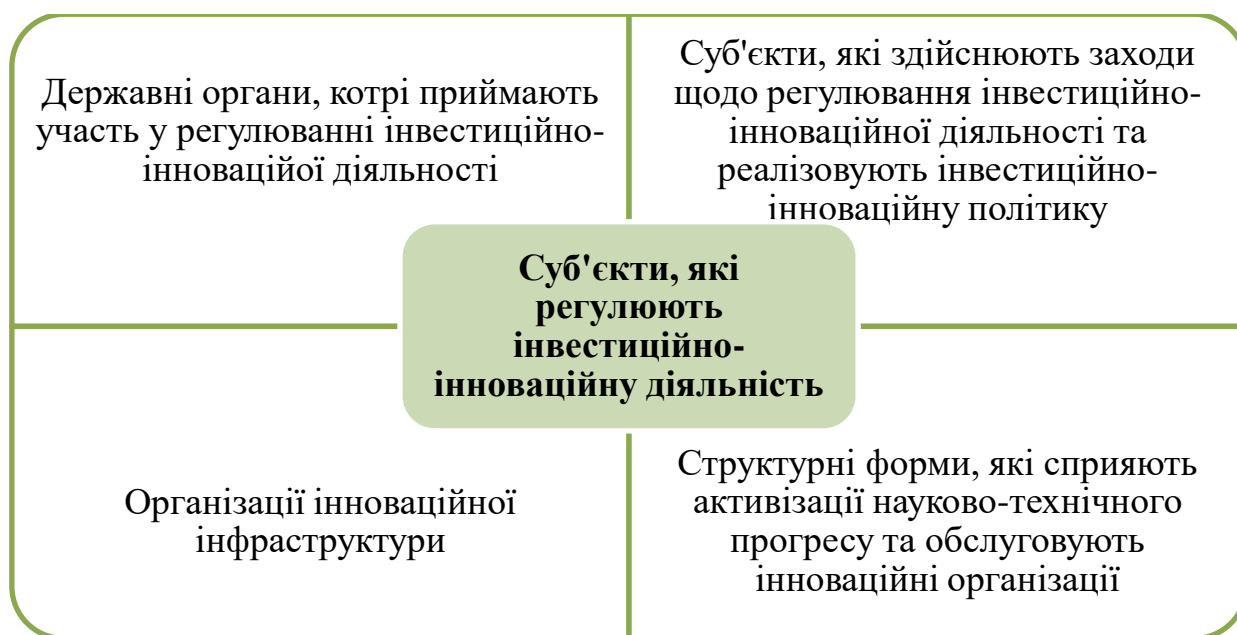 Державні органи, котрі приймають
участь у регулюванні інвестиційно-
інноваційої діяльності
Суб'єкти, які здійснюють заходи
щодо регулювання інвестиційно-
інноваційної діяльності та
реалізовують інвестиційно-
інноваційну політику
Суб'єкти, які
регулюють
інвестиційно-
інноваційну діяльність
Організації інноваційної
інфраструктури
Структурні форми, які сприяють
активізації науково-технічного
прогресу та обслуговують
інноваційні організації